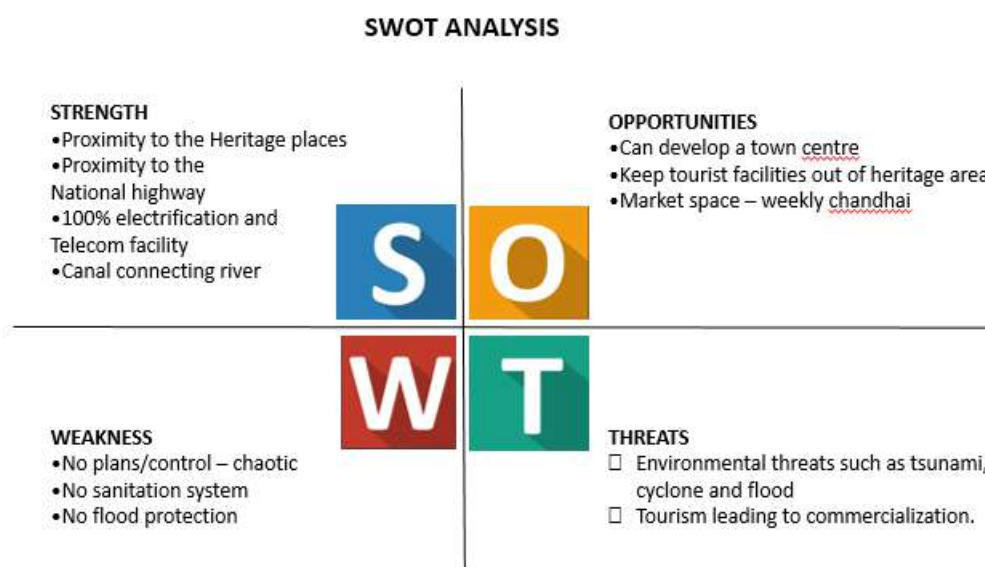 SWOT ANALYSIS
STRENGTH
•Proximity to the Heritage places
•Proximity to the
National highway
•100% electrification and
Telecom facility
•Canal connecting river
OPPORTUNITIES
•Can develop a town centre
•Keep tourist facilities out of heritage area
•Market space – weekly chandhai
S
O
W
T
WEAKNESS
•No plans/control – chaotic
•No sanitation system
•No flood protection
THREATS
□ Environmental threats such as tsunami,
cyclone and flood
□ Tourism leading to commercialization.